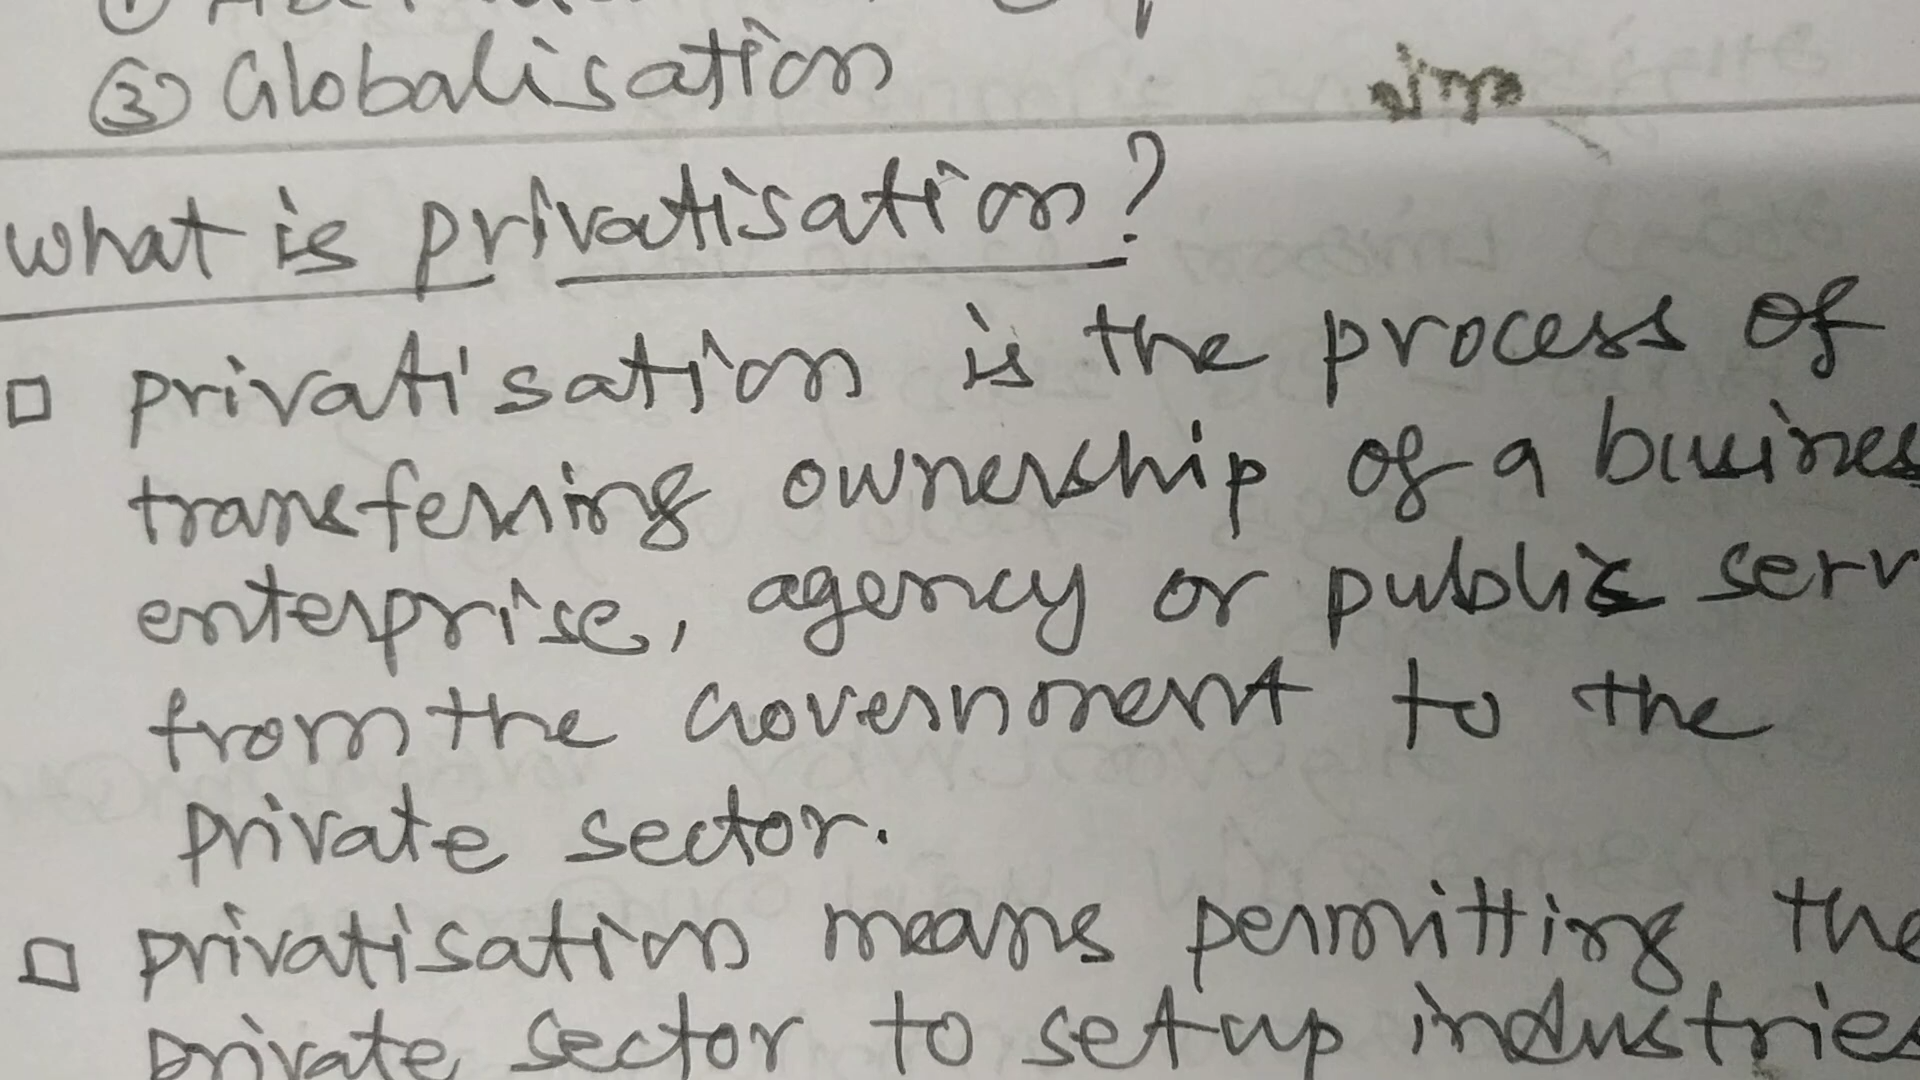 ③ Globalisation
what is privatisation?
□ privatisation is the process of
transferring ownership of a busines
enterprise, agency or public serv
from the Government to the
private sector.
□ privatisation means permitting the
private sector to setup industries